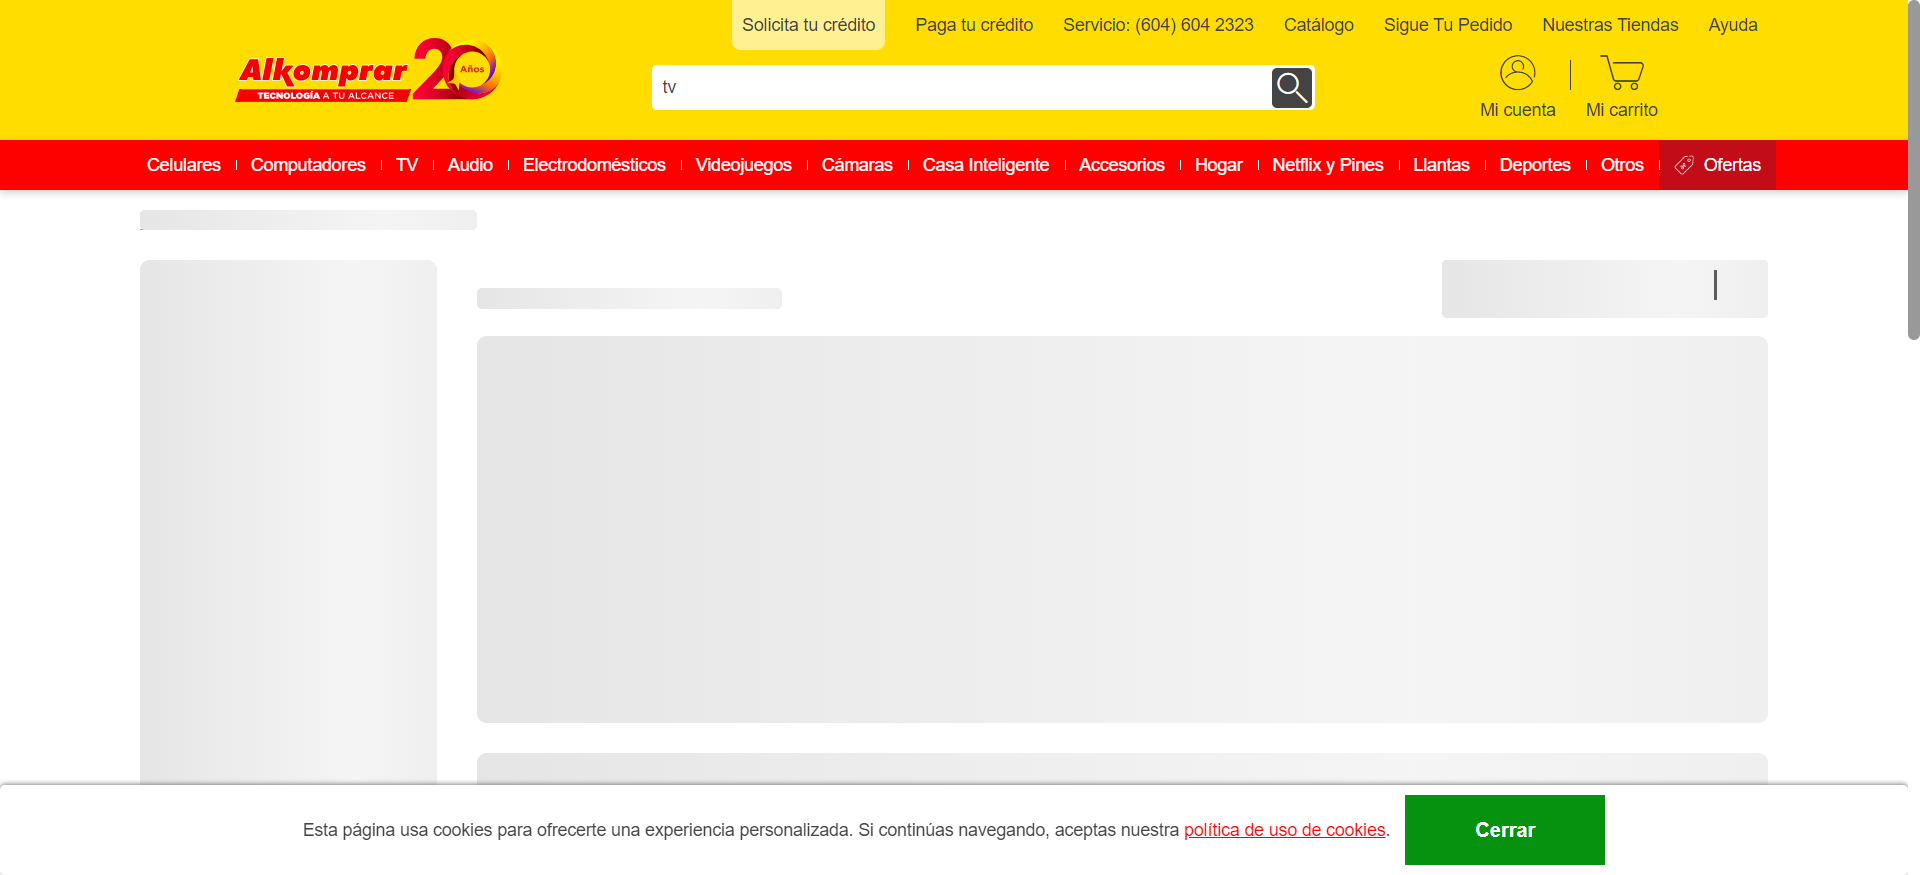 Solicita tu crédito
Paga tu crédito
Servicio: (604) 604 2323
Catálogo
Sigue Tu Pedido
Nuestras Tiendas
Ayuda
Alkomprar 20 Años
TECNOLOGÍA A TU ALCANCE
tv
Mi cuenta
Mi carrito
Celulares
Computadores
TV
Audio
Electrodomésticos
Videojuegos
Cámaras
Casa Inteligente
Accesorios
Hogar
Netflix y Pines
Llantas
Deportes
Otros
Ofertas
Esta página usa cookies para ofrecerte una experiencia personalizada. Si continúas navegando, aceptas nuestra política de uso de cookies.
Cerrar